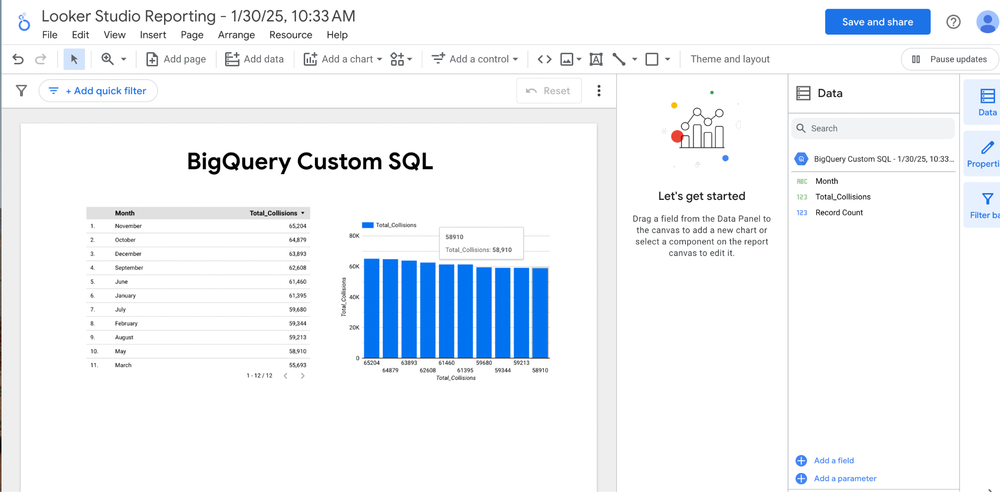 Looker Studio Reporting - 1/30/25, 10:33 AM
File Edit View Insert Page Arrange Resource Help
Save and share
Add page Add data Add a chart Add a control Theme and layout Pause updates
+ Add quick filter
Reset
BigQuery Custom SQL
Month Total_Collisions
1. November 65,204
2. October 64,879
3. December 63,893
4. September 62,608
5. June 61,460
6. January 61,395
7. July 59,680
8. February 59,344
9. August 59,213
10. May 58,910
11. March 55,693
1 - 12 / 12
Total_Collisions
58910
Total_Collisions: 58,910
80K
60K
40K
20K
0
Total_Collisions
65204 63893 61460 59680 59213
64879 62608 61395 59344 58910
Total_Collisions
Let's get started
Drag a field from the Data Panel to
the canvas to add a new chart or
select a component on the report
canvas to edit it.
Data
Search
BigQuery Custom SQL - 1/30/25, 10:33...
ABC Month
123 Total_Collisions
123 Record Count
Add a field
Add a parameter
Data
Properti
Filter ba